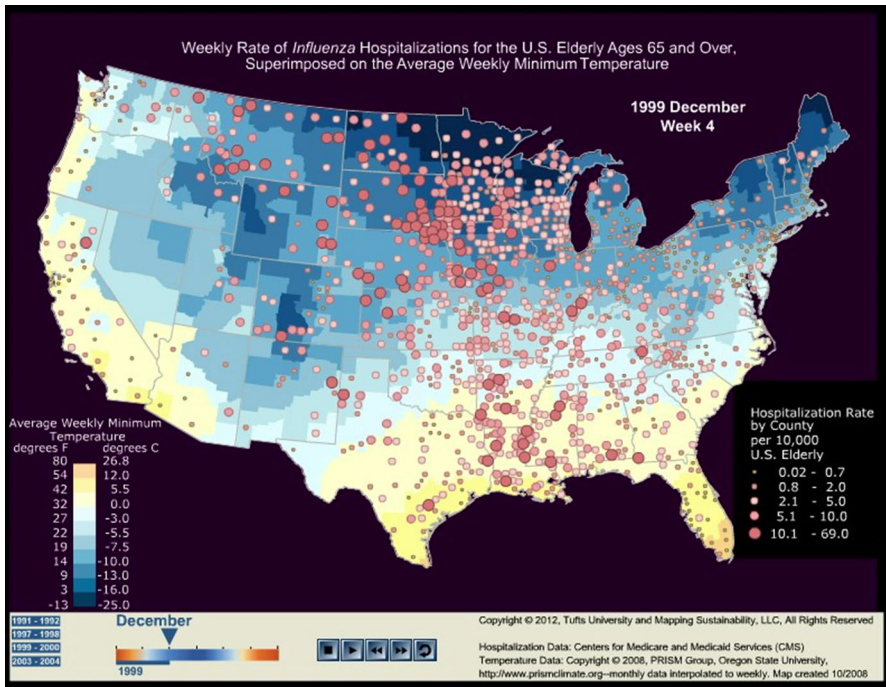 Weekly Rate of Influenza Hospitalizations for the U.S. Elderly Ages 65 and Over,
Superimposed on the Average Weekly Minimum Temperature
1999 December
Week 4
Average Weekly Minimum
Temperature
degrees F degrees C
80 26.8
54 12.0
42 5.5
32 0.0
27 -3.0
22 -5.5
19 -7.5
14 -10.0
9 -13.0
3 -16.0
-13 -25.0
Hospitalization Rate
by County
per 10,000
U.S. Elderly
0.02 - 0.7
0.8 - 2.0
2.1 - 5.0
5.1 - 10.0
10.1 - 69.0
1991 - 1992
1997 - 1998
1999 - 2000
2003 - 2004
December
1999
Copyright © 2012, Tufts University and Mapping Sustainability, LLC, All Rights Reserved
Hospitalization Data: Centers for Medicare and Medicaid Services (CMS)
Temperature Data: Copyright © 2008, PRISM Group, Oregon State University,
http://www.prismclimate.org--monthly data interpolated to weekly. Map created 10/2008